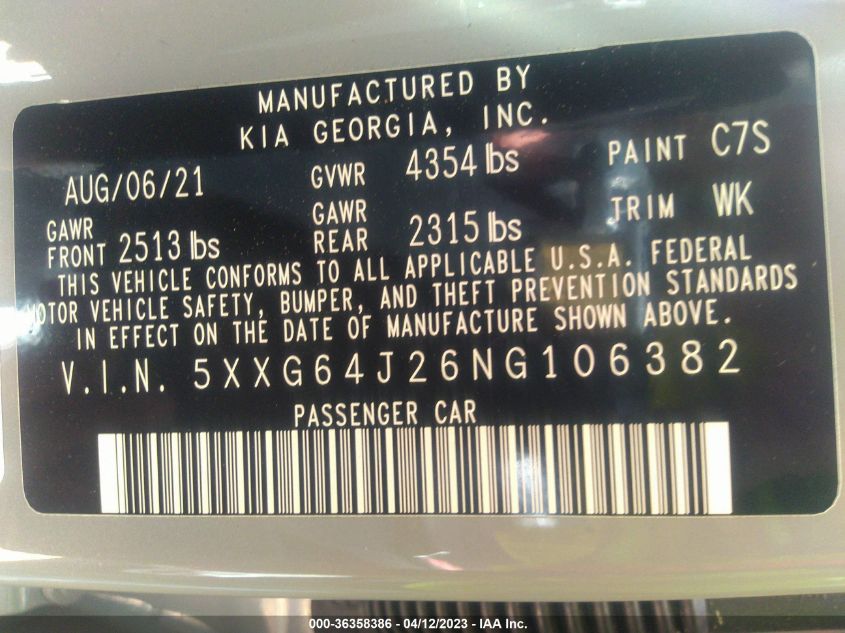 MANUFACTURED BY
KIA GEORGIA, INC.
AUG/06/21 GVWR 4354 lbs PAINT C7S
GAWR FRONT 2513 lbs GAWR REAR 2315 lbs TRIM WK
THIS VEHICLE CONFORMS TO ALL APPLICABLE U.S.A. FEDERAL
MOTOR VEHICLE SAFETY, BUMPER, AND THEFT PREVENTION STANDARDS
IN EFFECT ON THE DATE OF MANUFACTURE SHOWN ABOVE.
V.I.N. 5XXG64J26NG106382
PASSENGER CAR
000-36358386 - 04/12/2023 - IAA Inc.